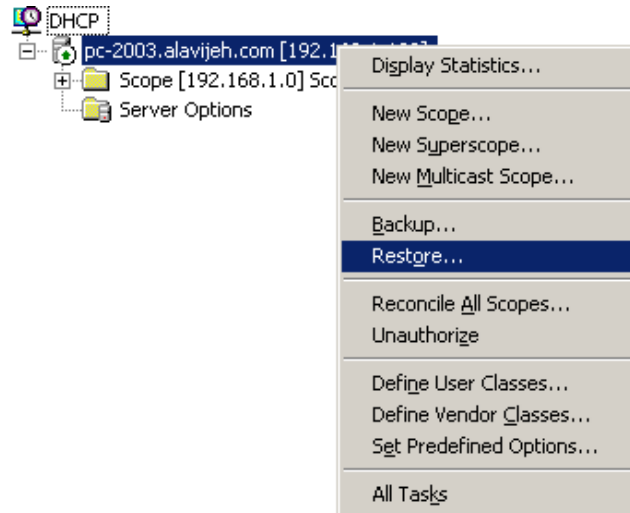 DHCP
pc-2003.alavijeh.com [192.
Scope [192.168.1.0] Sco
Server Options
Display Statistics...
New Scope...
New Superscope...
New Multicast Scope...
Backup...
Restore...
Reconcile All Scopes...
Unauthorize
Define User Classes...
Define Vendor Classes...
Set Predefined Options...
All Tasks